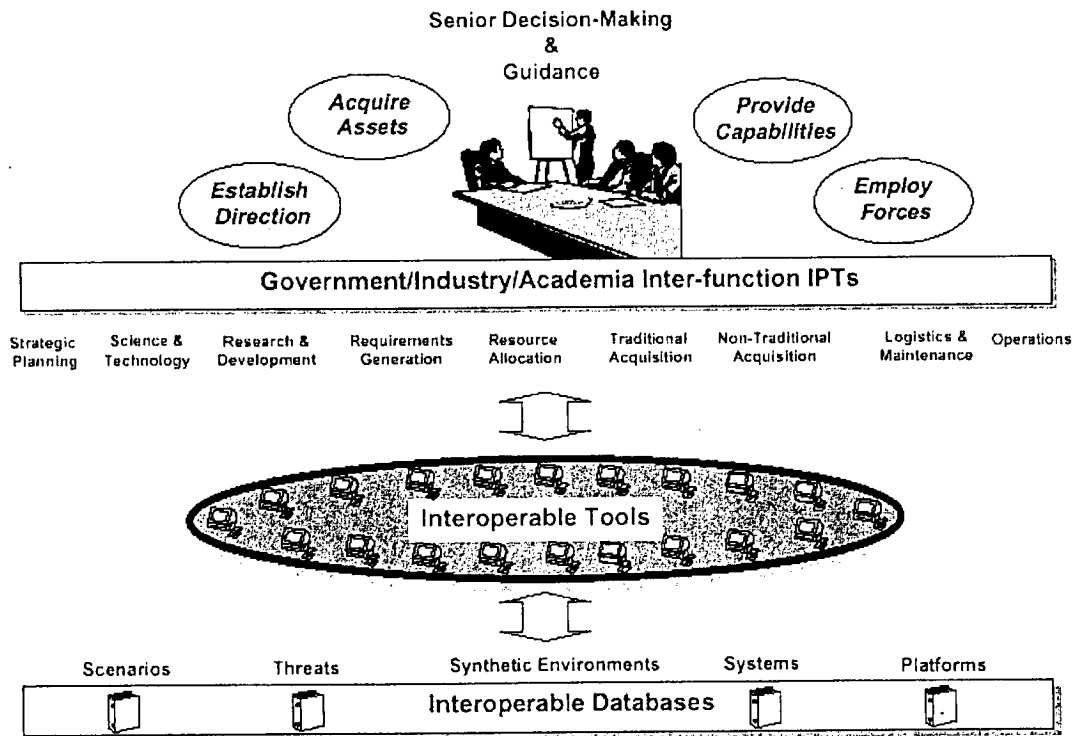 Senior Decision-Making
&
Guidance
Acquire
Assets
Provide
Capabilities
Establish
Direction
Employ
Forces
Government/Industry/Academia Inter-function IPTs
Strategic
Planning
Science &
Technology
Research &
Development
Requirements
Generation
Resource
Allocation
Traditional
Acquisition
Non-Traditional
Acquisition
Logistics &
Maintenance
Operations
Interoperable Tools
Scenarios
Threats
Synthetic Environments
Systems
Platforms
Interoperable Databases